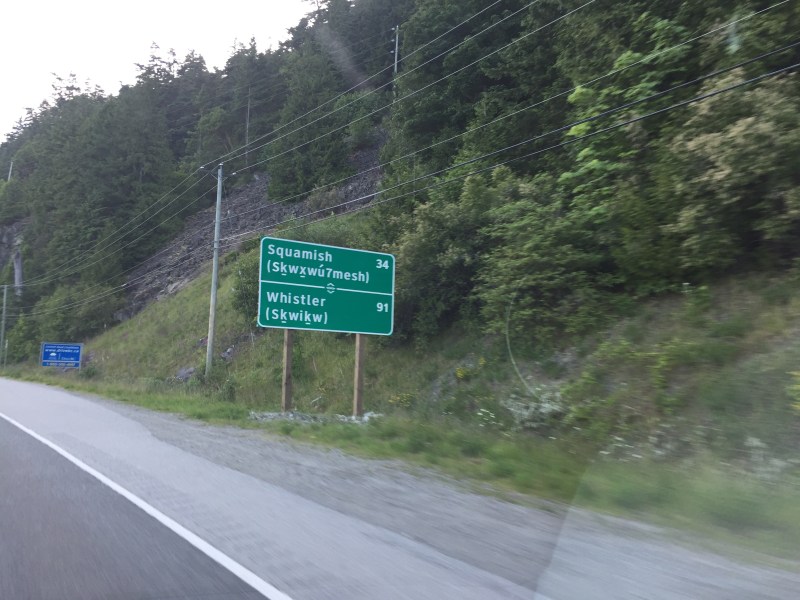 Squamish 34
(Sḵwx̱wú7mesh)
Whistler 91
(Sḵwiḵw)